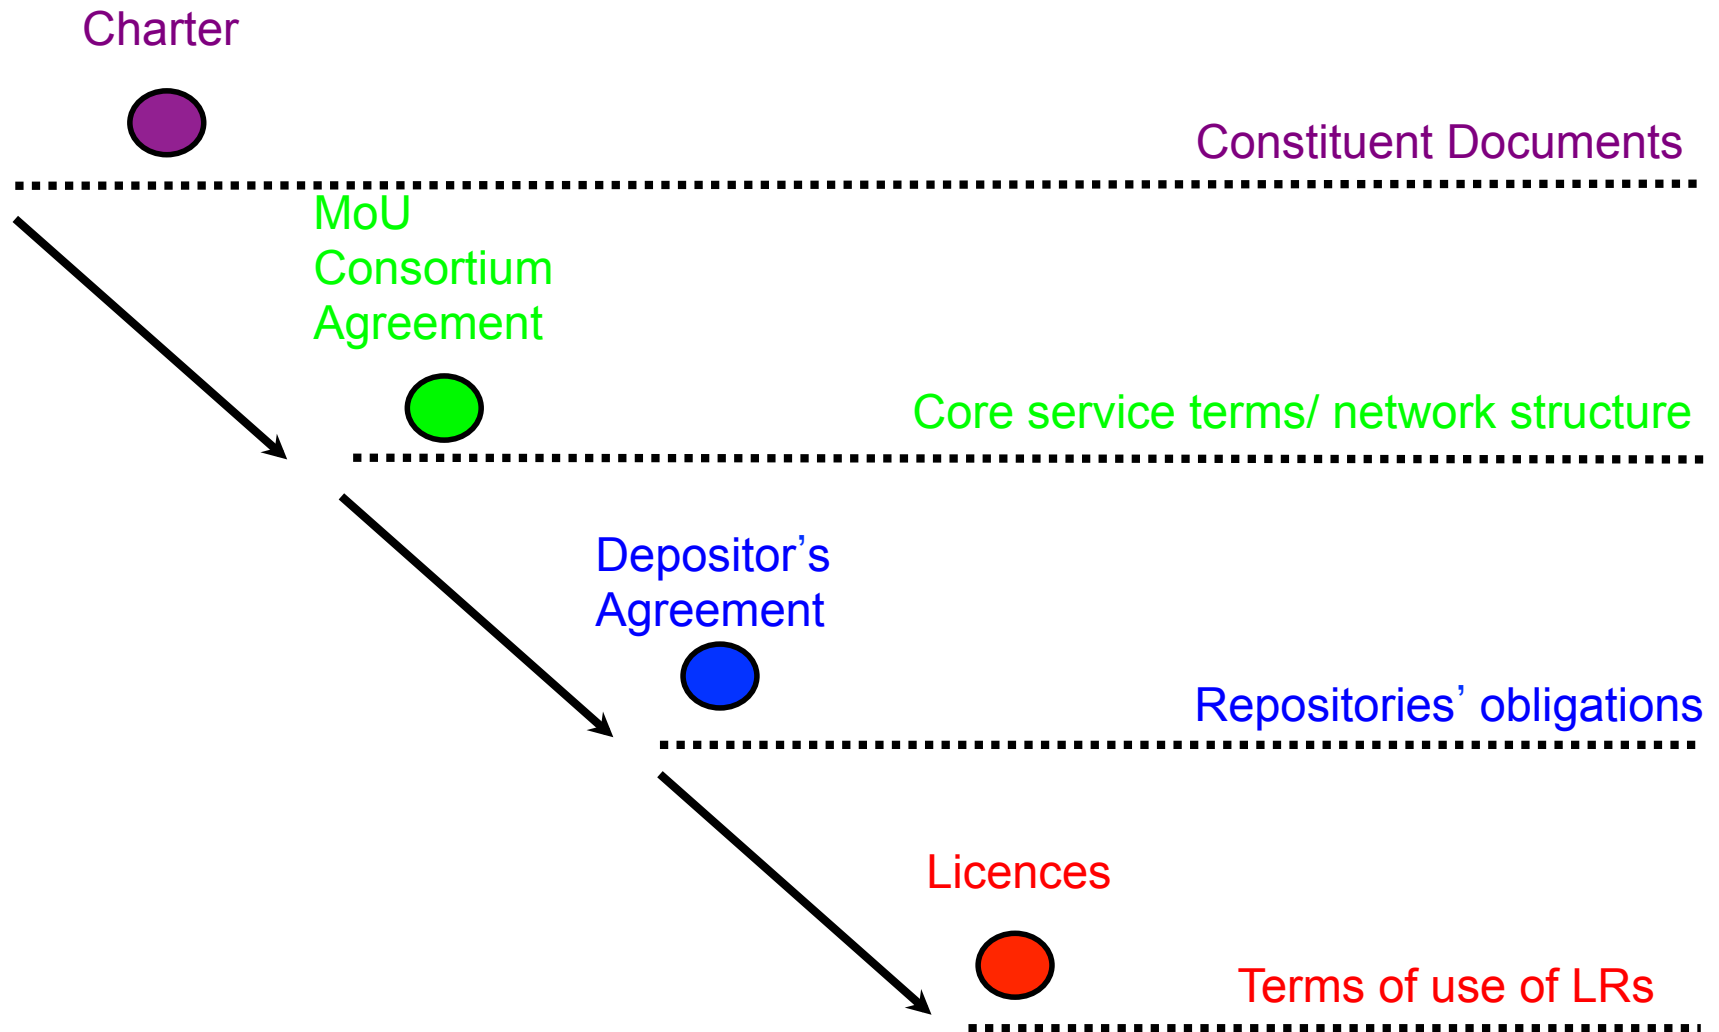 Charter
Constituent Documents
MoU
Consortium
Agreement
Core service terms/ network structure
Depositor’s
Agreement
Repositories’ obligations
Licences
Terms of use of LRs